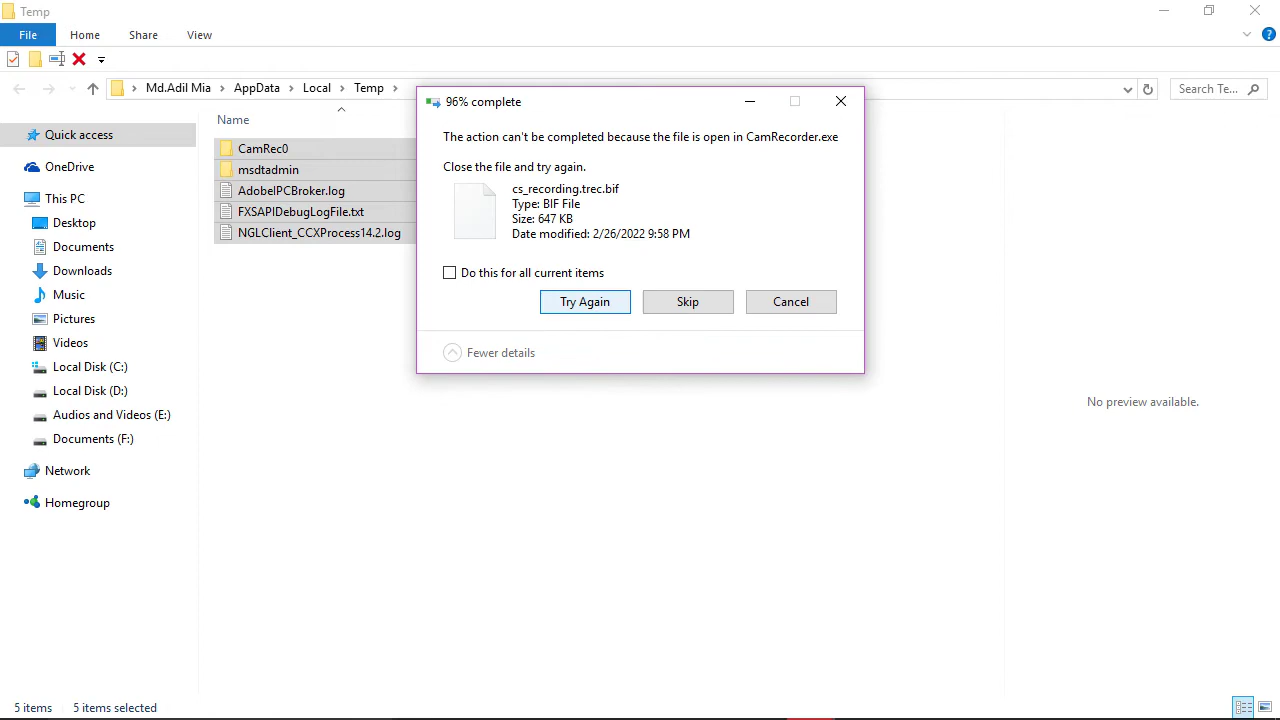 Temp
File
Home
Share
View
?
Md.Adil Mia
AppData
Local
Temp
Search Te...
Quick access
OneDrive
This PC
Desktop
Documents
Downloads
Music
Pictures
Videos
Local Disk (C:)
Local Disk (D:)
Audios and Videos (E:)
Documents (F:)
Network
Homegroup
Name
CamRec0
msdtadmin
AdobeIPCBroker.log
FXSAPIDebugLogFile.txt
NGLClient_CCXProcess14.2.log
96% complete
The action can't be completed because the file is open in CamRecorder.exe
Close the file and try again.
cs_recording.trec.bif
Type: BIF File
Size: 647 KB
Date modified: 2/26/2022 9:58 PM
Do this for all current items
Try Again
Skip
Cancel
Fewer details
No preview available.
5 items
5 items selected